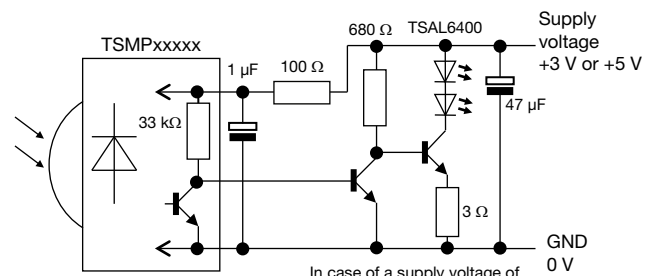 Supply
voltage
+3 V or +5 V
TSMPxxxxx
680 Ω
TSAL6400
1 µF
100 Ω
33 kΩ
47 µF
3 Ω
GND
0 V
In case of a supply voltage of